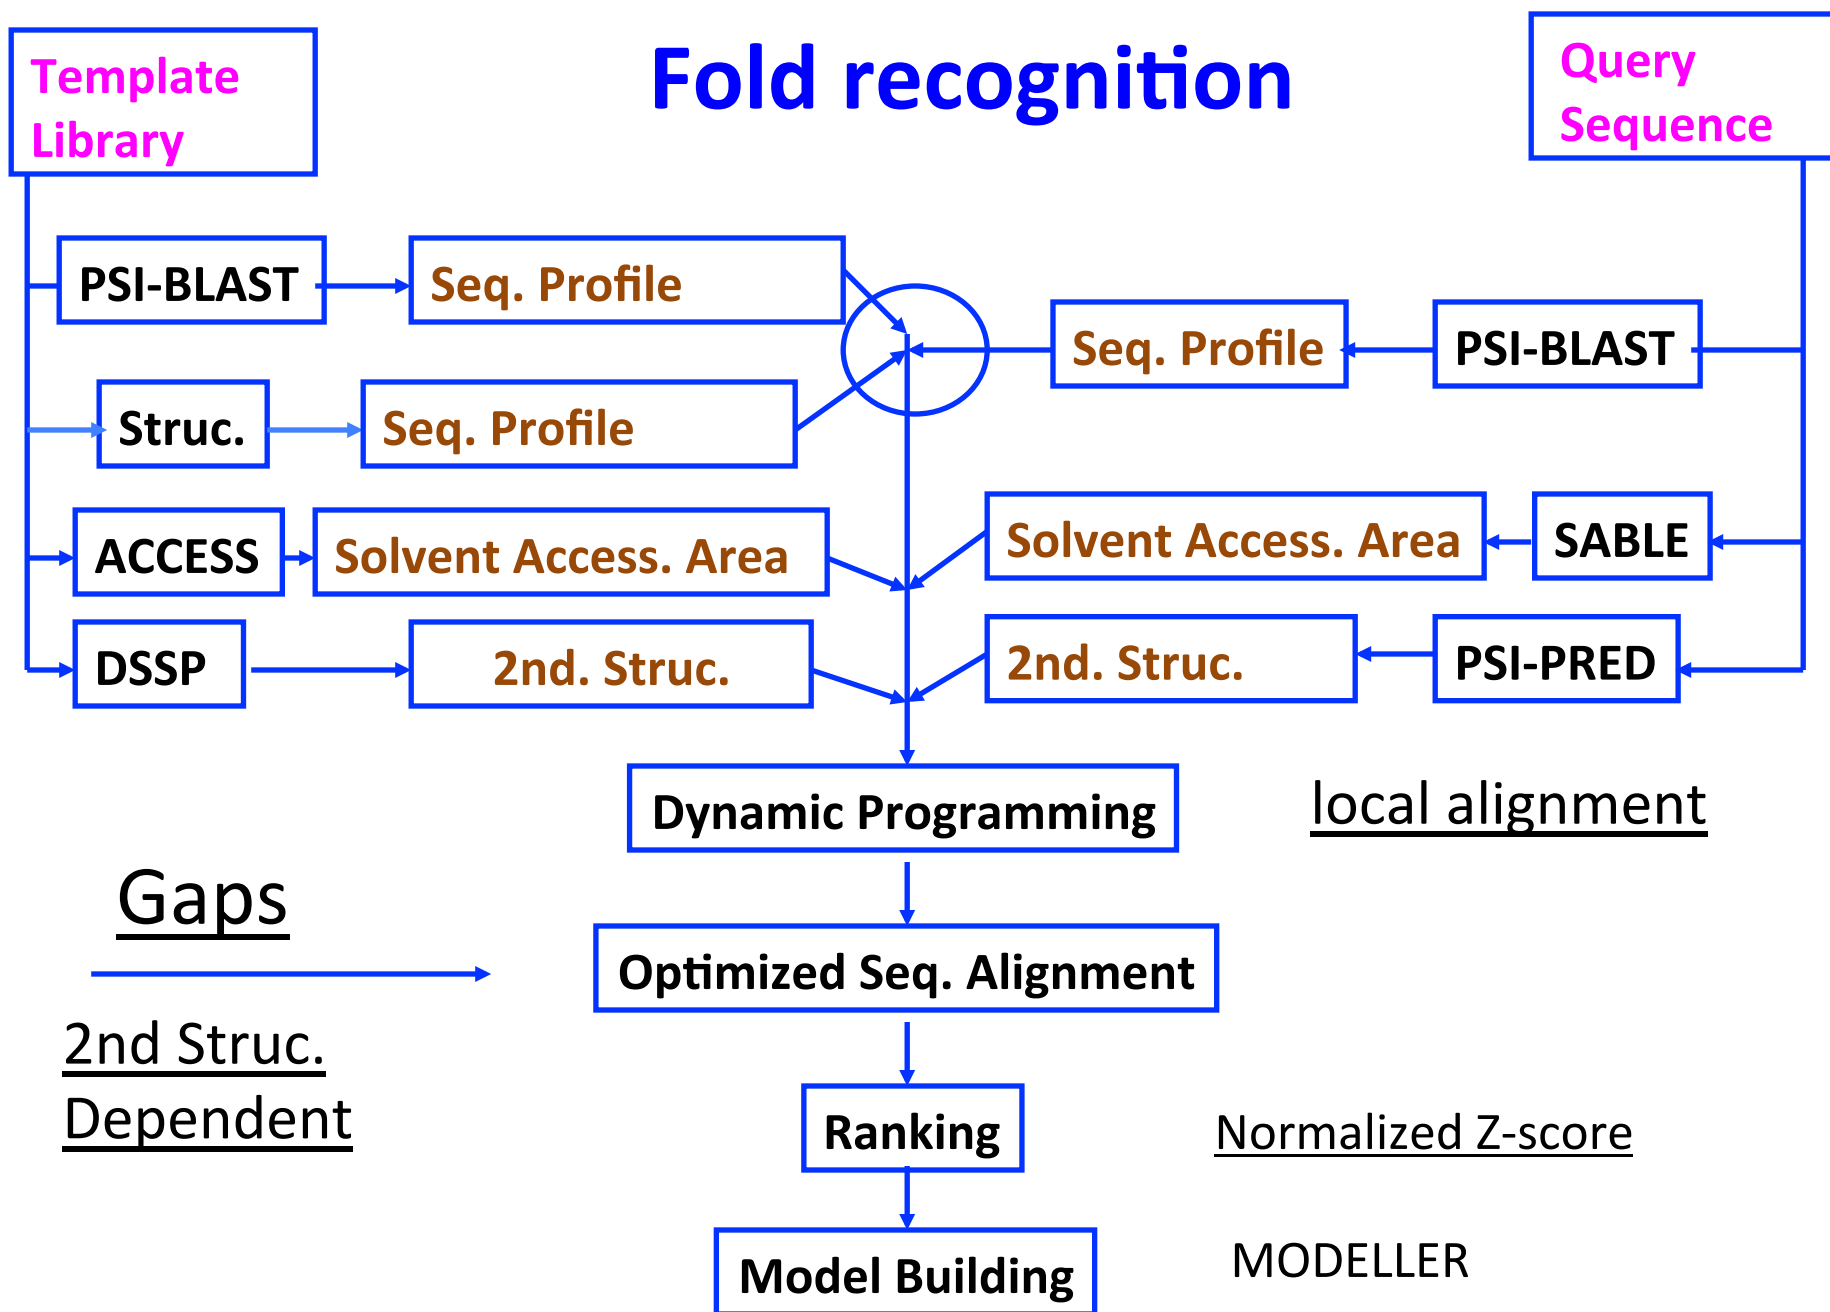 Fold recognition
Template
Library
Query
Sequence
PSI-BLAST
Seq. Profile
Seq. Profile
PSI-BLAST
Struc.
Seq. Profile
ACCESS
Solvent Access. Area
Solvent Access. Area
SABLE
DSSP
2nd. Struc.
2nd. Struc.
PSI-PRED
Dynamic Programming
local alignment
Gaps
Optimized Seq. Alignment
2nd Struc.
Dependent
Ranking
Normalized Z-score
Model Building
MODELLER